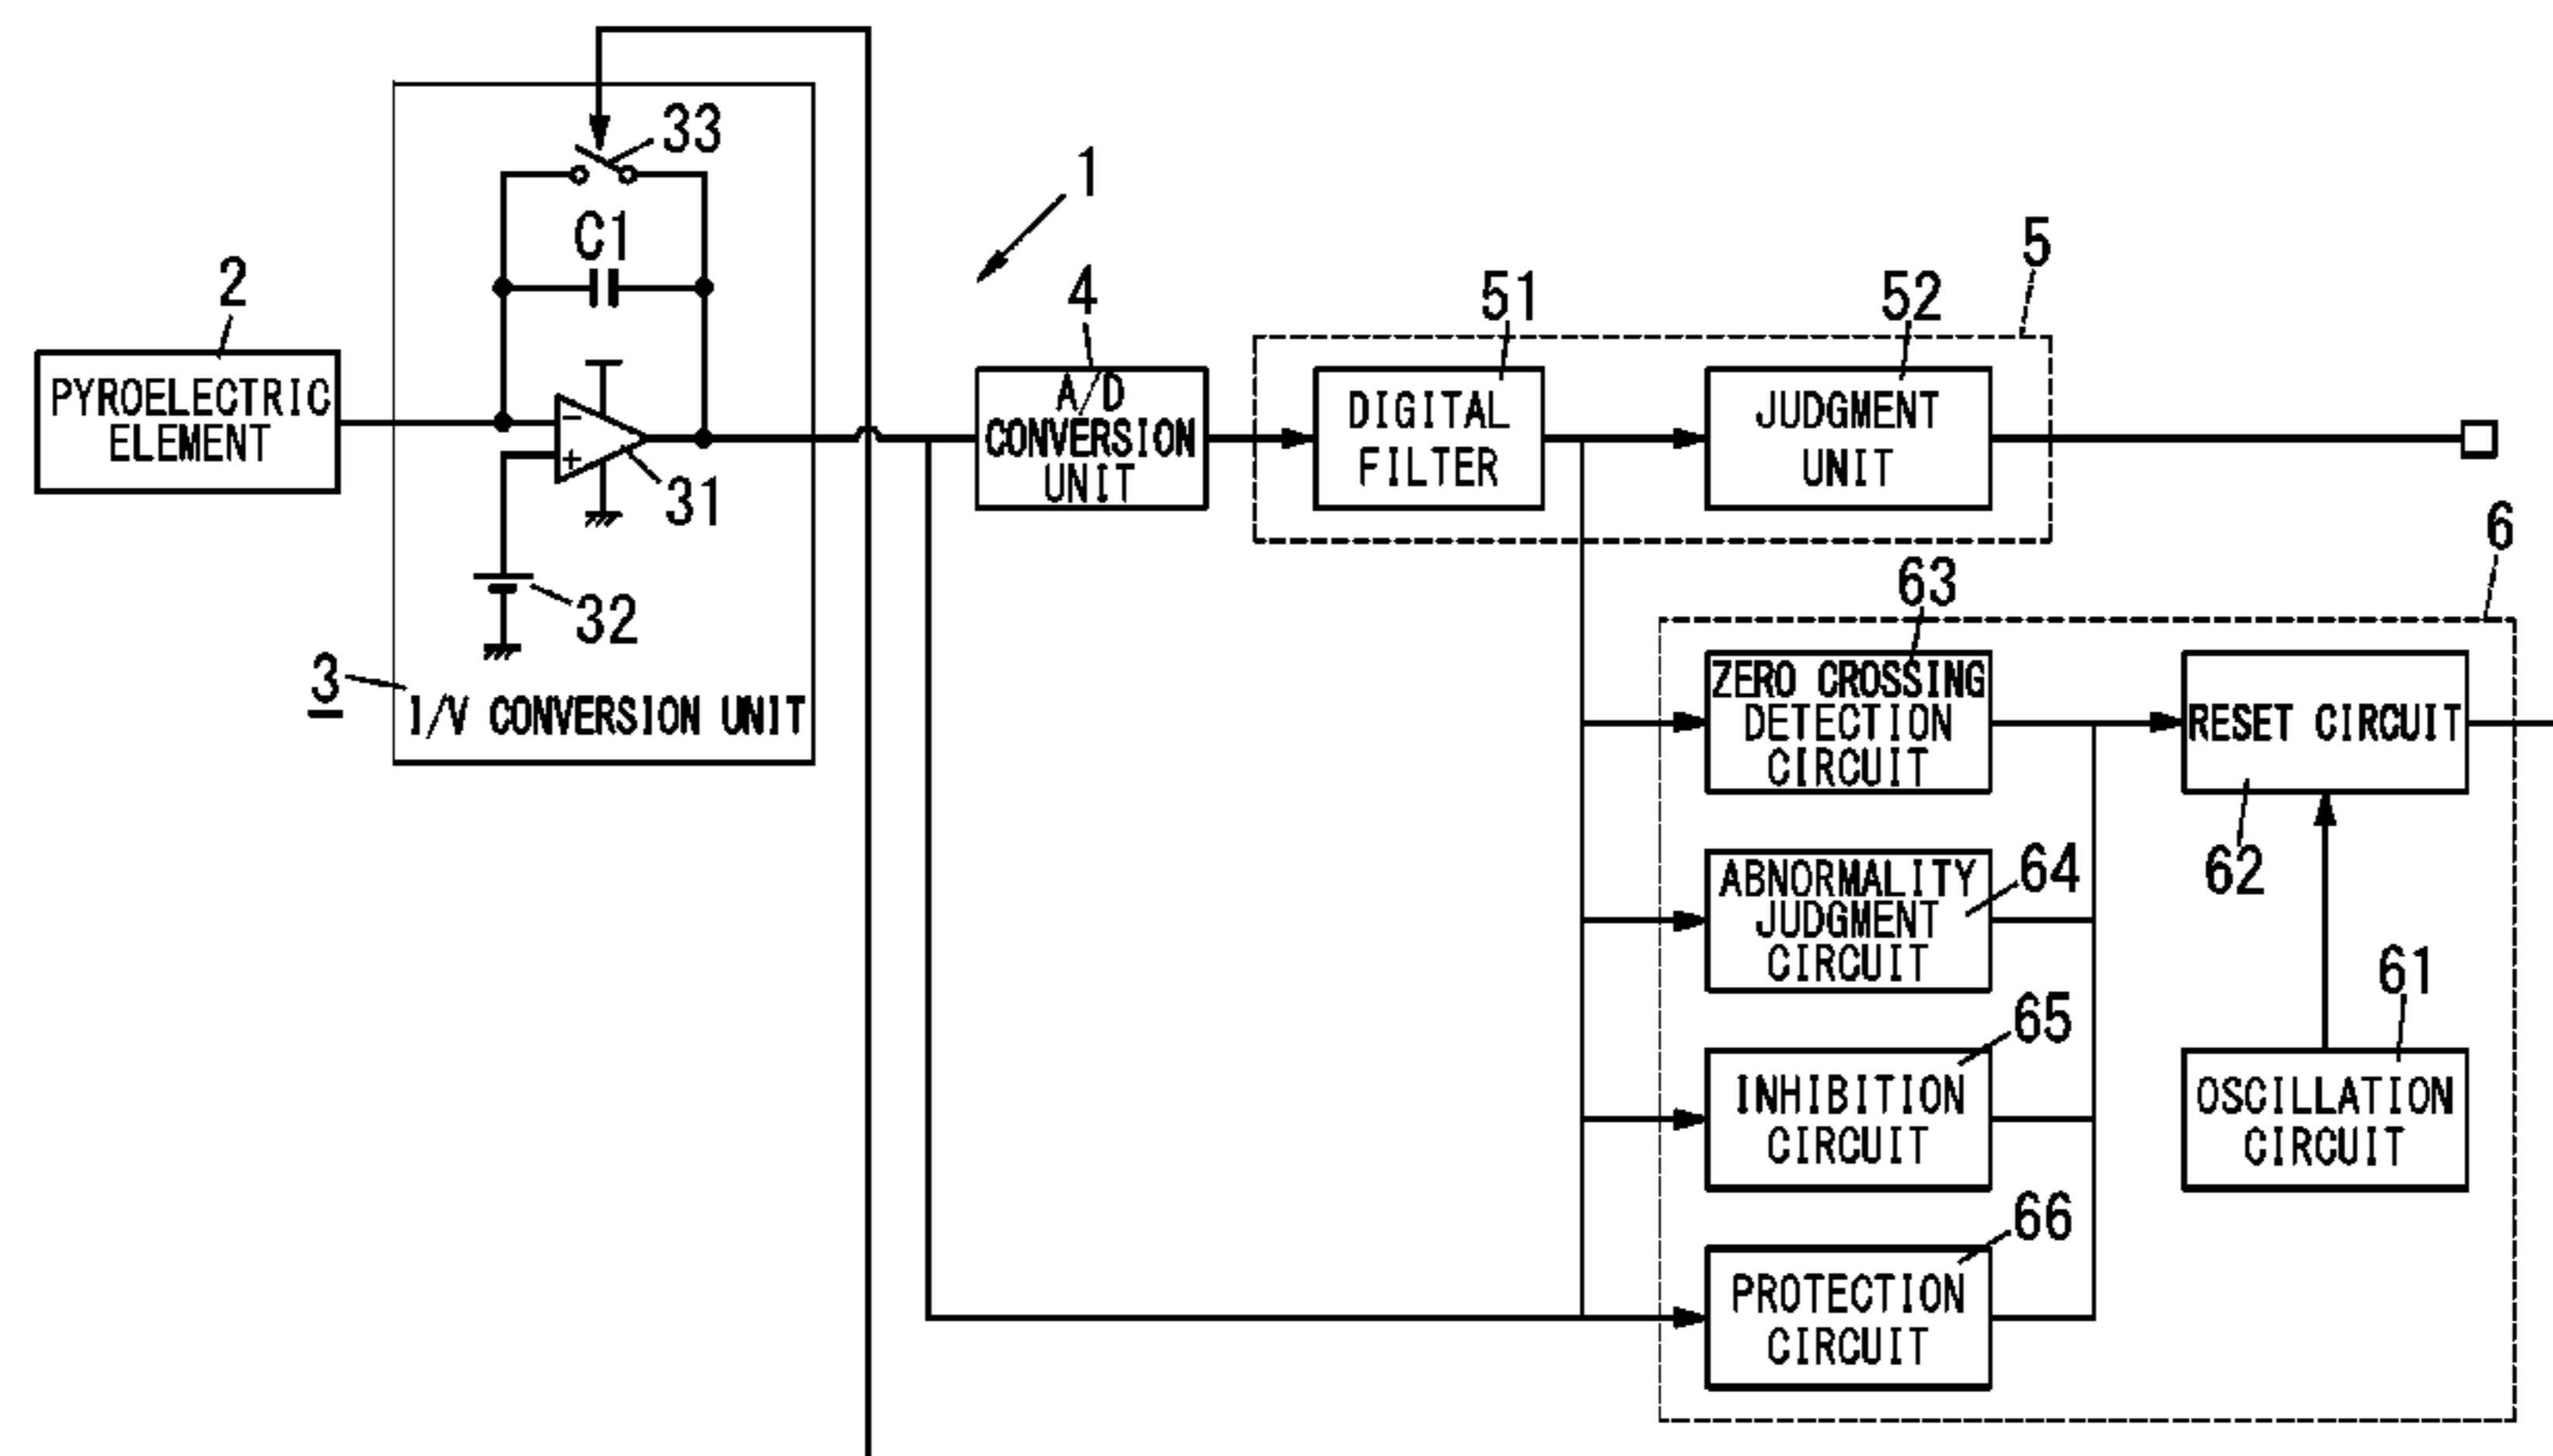 33
1
C1
2
4
51
52
5
PYROELECTRIC
ELEMENT
-
+
31
A/D
CONVERSION
UNIT
DIGITAL
FILTER
JUDGMENT
UNIT
6
32
63
3
I/V CONVERSION UNIT
ZERO CROSSING
DETECTION
CIRCUIT
RESET CIRCUIT
62
ABNORMALITY
JUDGMENT
CIRCUIT
64
61
65
INHIBITION
CIRCUIT
OSCILLATION
CIRCUIT
66
PROTECTION
CIRCUIT